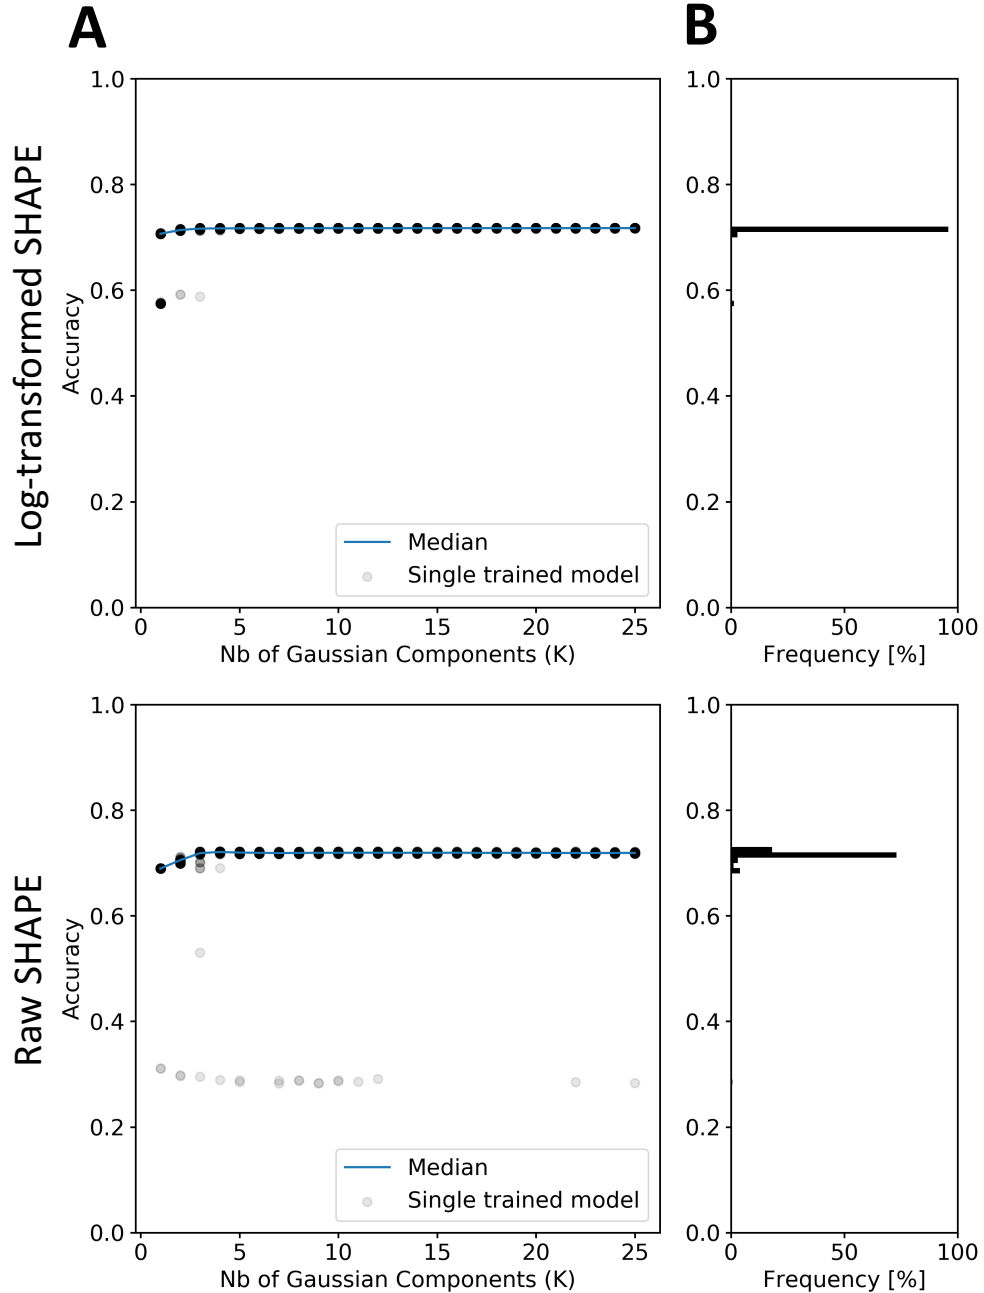 A
B
Log-transformed SHAPE
Accuracy
1.0
0.8
0.6
0.4
0.2
0.0
Median
Single trained model
0 5 10 15 20 25
Nb of Gaussian Components (K)
1.0
0.8
0.6
0.4
0.2
0.0
0 50 100
Frequency [%]
Raw SHAPE
Accuracy
1.0
0.8
0.6
0.4
0.2
0.0
Median
Single trained model
0 5 10 15 20 25
Nb of Gaussian Components (K)
1.0
0.8
0.6
0.4
0.2
0.0
0 50 100
Frequency [%]